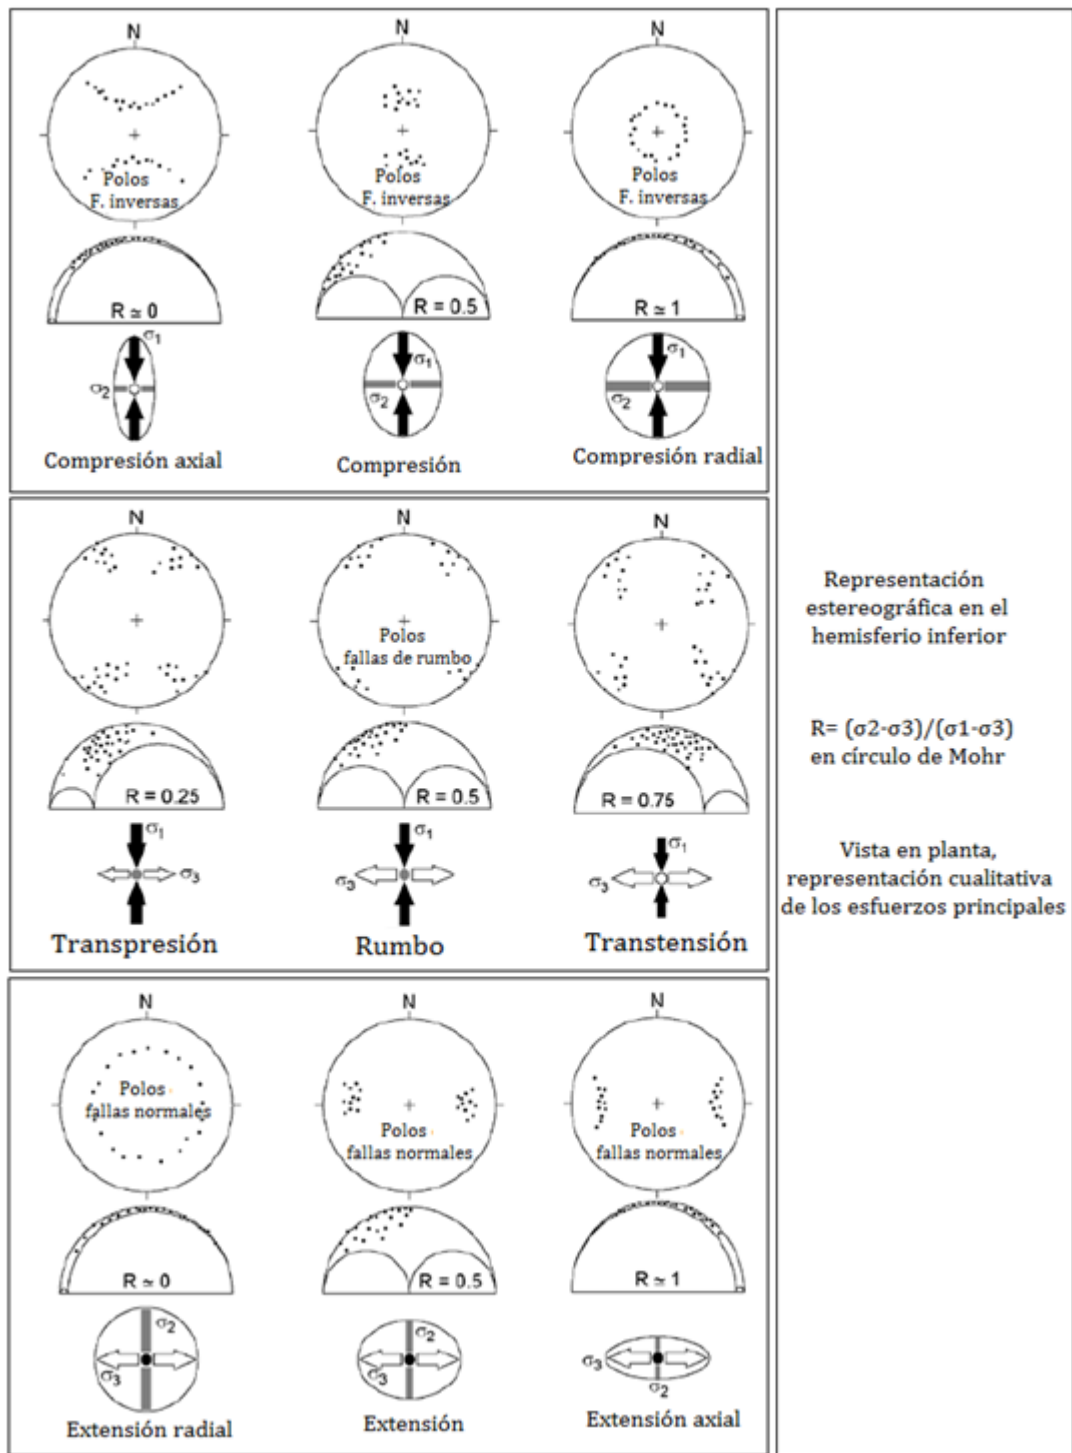 N
N
N
Polos
F. inversas
Polos
F. inversas
Polos
F. inversas
R ≃ 0
R = 0.5
R ≃ 1
σ1
σ2
σ1
σ2
σ1
σ2
Compresión axial
Compresión
Compresión radial
N
N
N
Polos
fallas de rumbo
R = 0.25
R = 0.5
R = 0.75
σ1
σ3
σ1
σ3
σ1
σ3
Transpresión
Rumbo
Transtensión
N
N
N
Polos
fallas normales
Polos
fallas normales
Polos
fallas normales
R ≃ 0
R = 0.5
R ≃ 1
σ2
σ3
σ2
σ3
σ3
σ2
Extensión radial
Extensión
Extensión axial
Representación
estereográfica en el
hemisferio inferior
R= (σ2-σ3)/(σ1-σ3)
en círculo de Mohr
Vista en planta,
representación cualitativa
de los esfuerzos principales